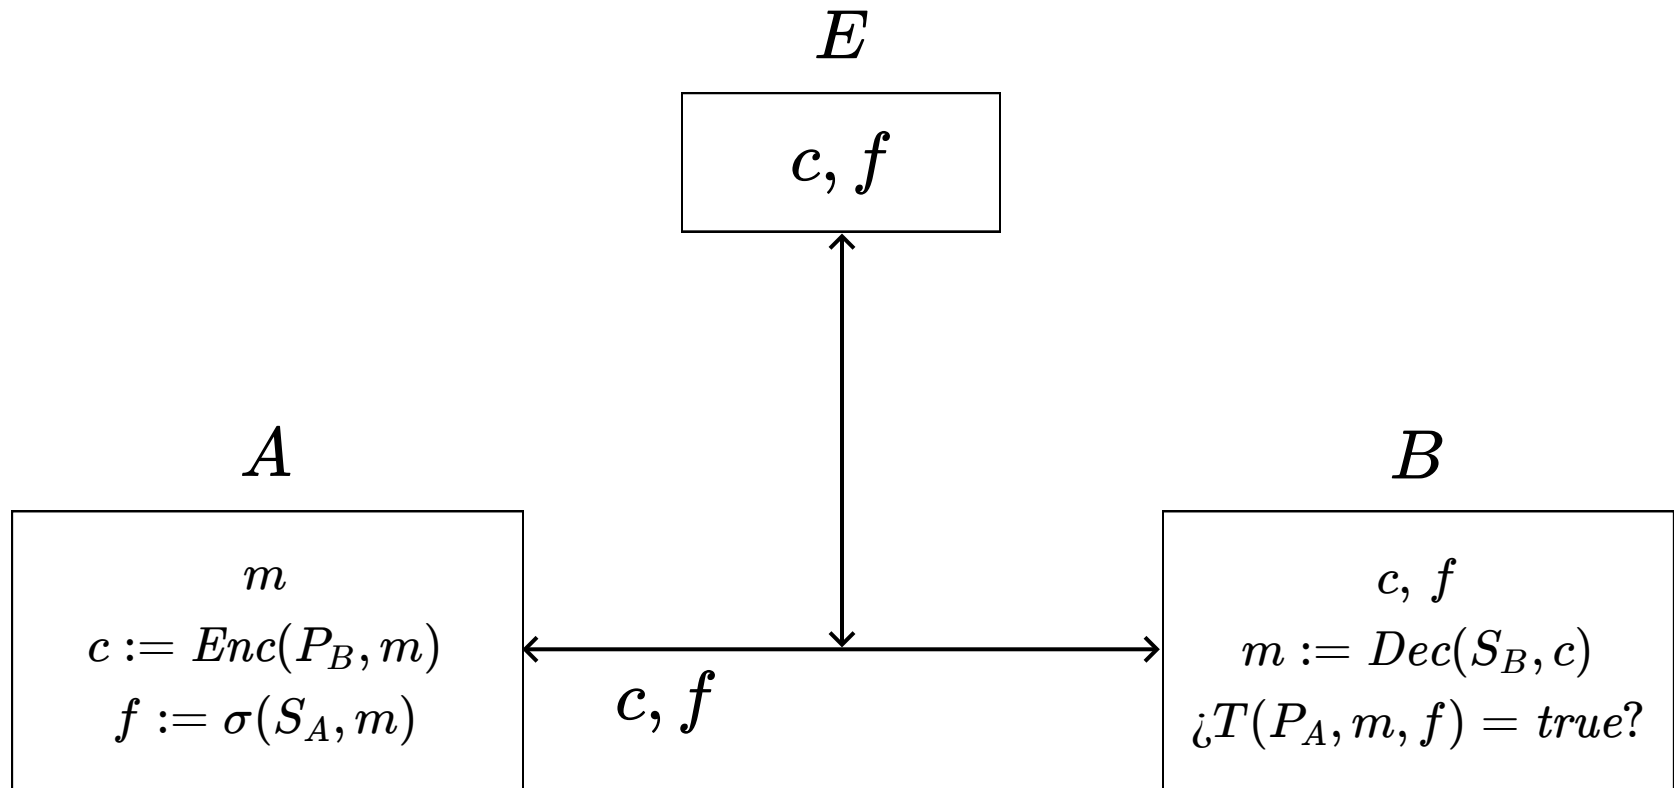 E
c, f
A
m
c := Enc(P_B, m)
f := σ(S_A, m)
c, f
B
c, f
m := Dec(S_B, c)
¿T(P_A, m, f) = true?